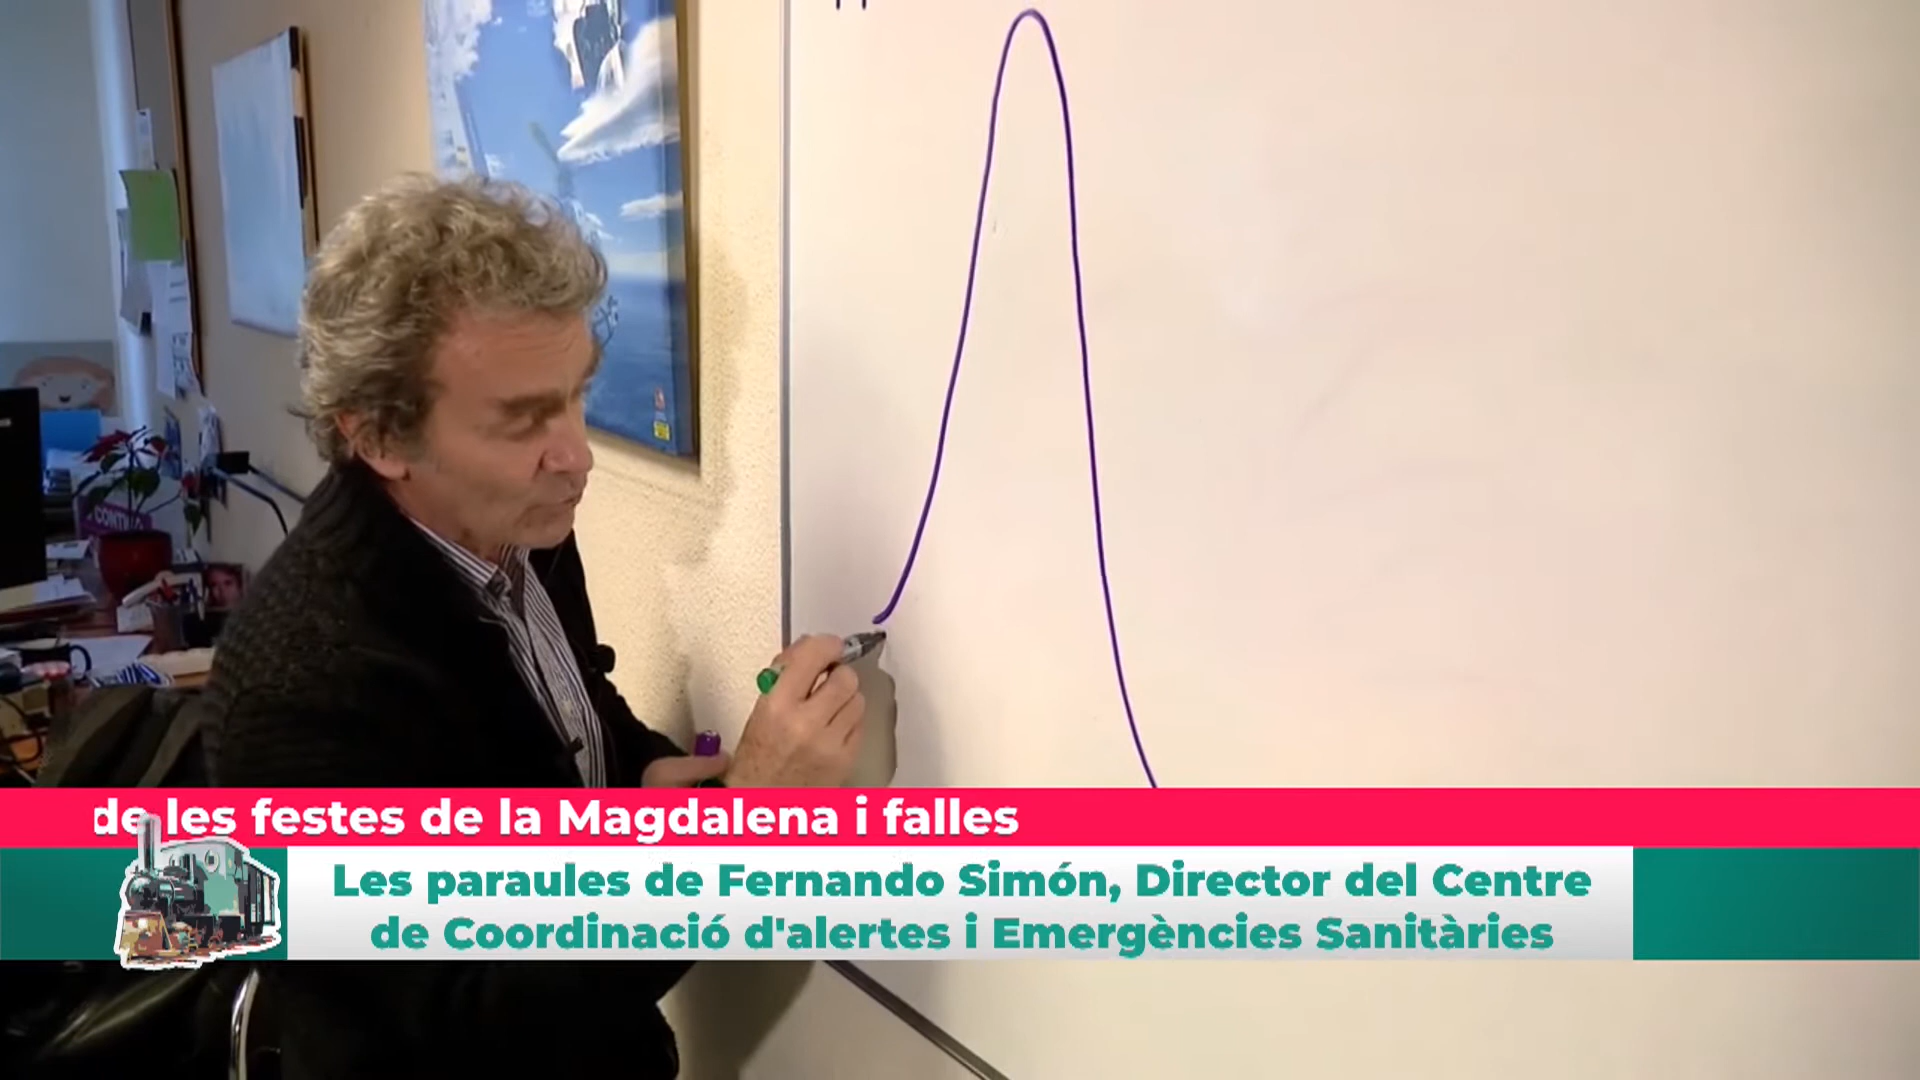 CONTI
de les festes de la Magdalena i falles
Les paraules de Fernando Simón, Director del Centre
de Coordinació d'alertes i Emergències Sanitàries